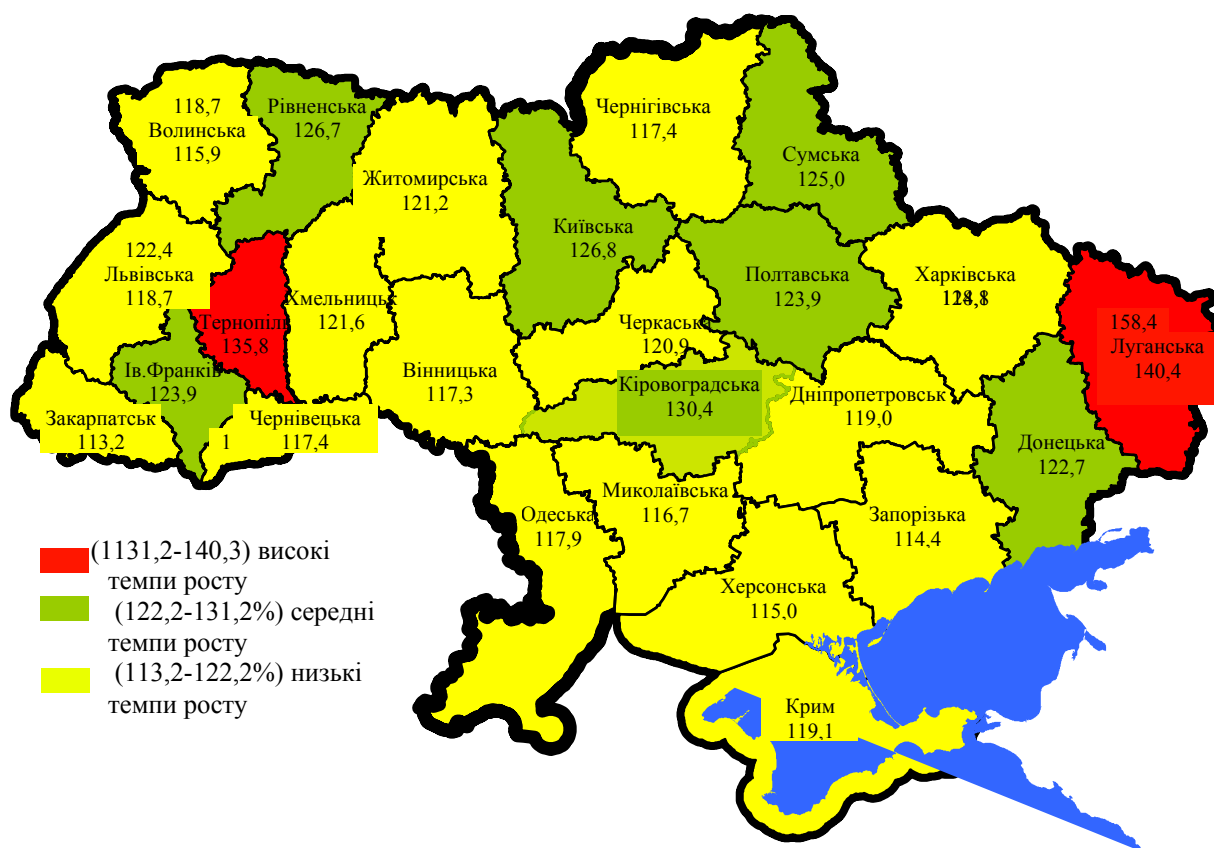 118,7
Волинська
115,9
Рівненська
126,7
Житомирська
121,2
Чернігівська
117,4
Сумська
125,0
Київська
126,8
122,4
Львівська
118,7
Тернопіль
135,8
Хмельницьк
121,6
Полтавська
123,9
Харківська
158,4
Луганська
140,4
Черкаська
120,9
Вінницька
117,3
Ів.Франків
123,9
Кіровоградська
130,4
Дніпропетровськ
119,0
Закарпатськ
113,2
Чернівецька
1
117,4
Донецька
122,7
Миколаївська
116,7
Одеська
117,9
Запорізька
114,4
Херсонська
115,0
Крим
119,1
(1131,2-140,3) високі
темпи росту
(122,2-131,2%) середні
темпи росту
(113,2-122,2%) низькі
темпи росту